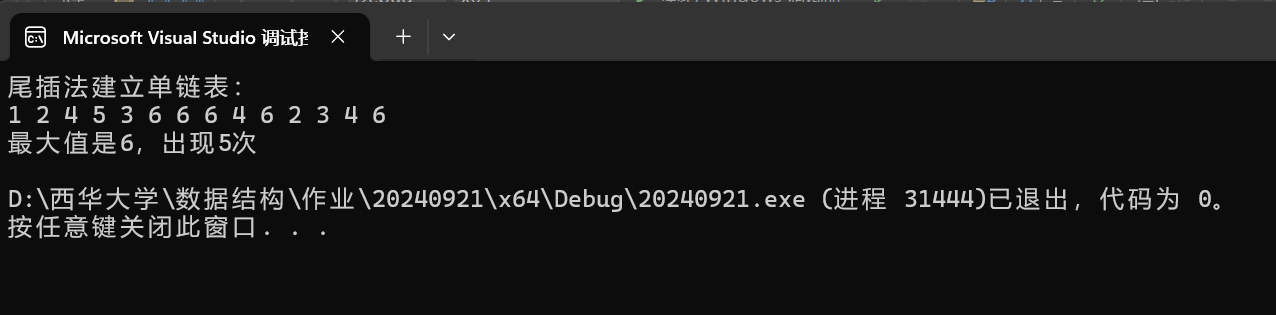 Microsoft Visual Studio 调试
尾插法建立单链表:
1 2 4 5 3 6 6 6 4 6 2 3 4 6
最大值是6, 出现5次
D:\西华大学\数据结构\作业\20240921\x64\Debug\20240921.exe (进程 31444)已退出, 代码为 0。
按任意键关闭此窗口. . .